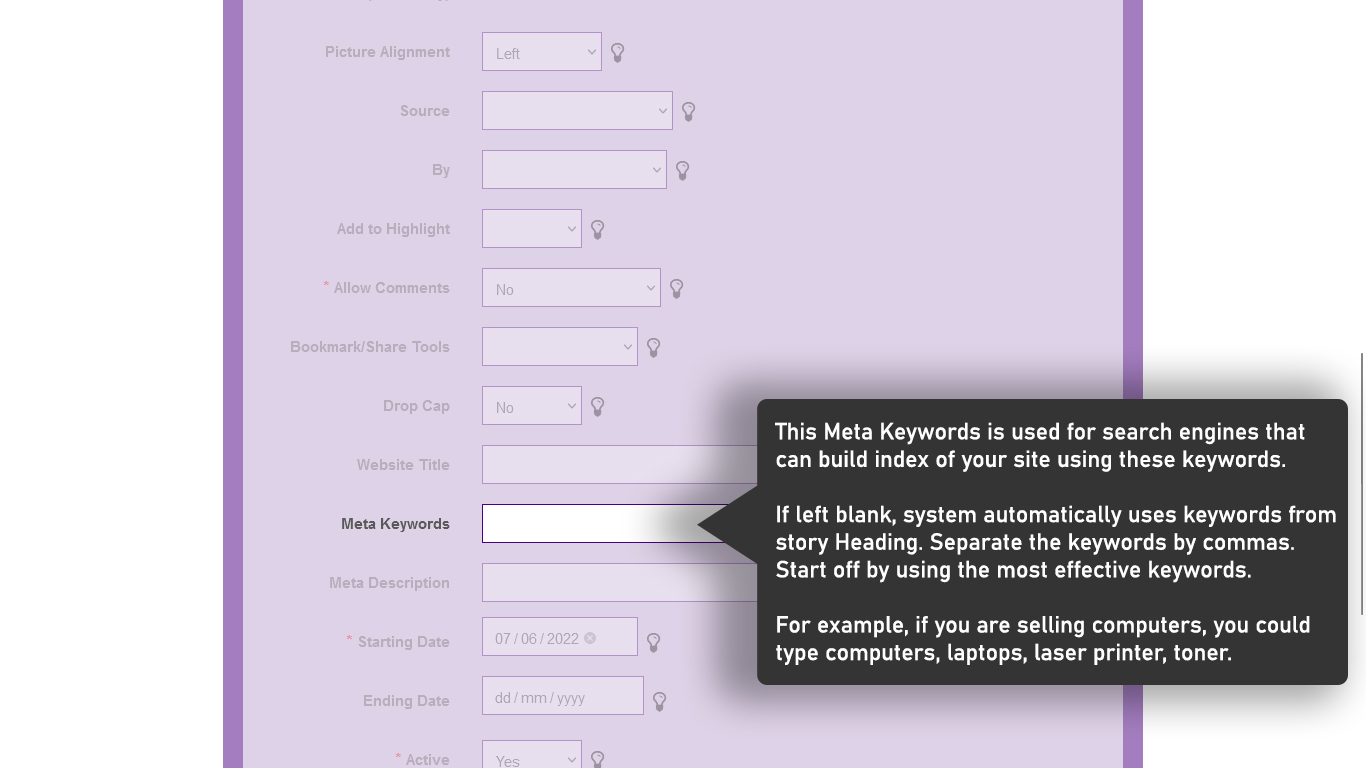 Picture Alignment Left
Source
By
Add to Highlight
* Allow Comments No
Bookmark/Share Tools
Drop Cap No
Website Title
Meta Keywords
Meta Description
* Starting Date 07 / 06 / 2022
Ending Date dd / mm / yyyy
* Active Yes
This Meta Keywords is used for search engines that
can build index of your site using these keywords.
If left blank, system automatically uses keywords from
story Heading. Separate the keywords by commas.
Start off by using the most effective keywords.
For example, if you are selling computers, you could
type computers, laptops, laser printer, toner.